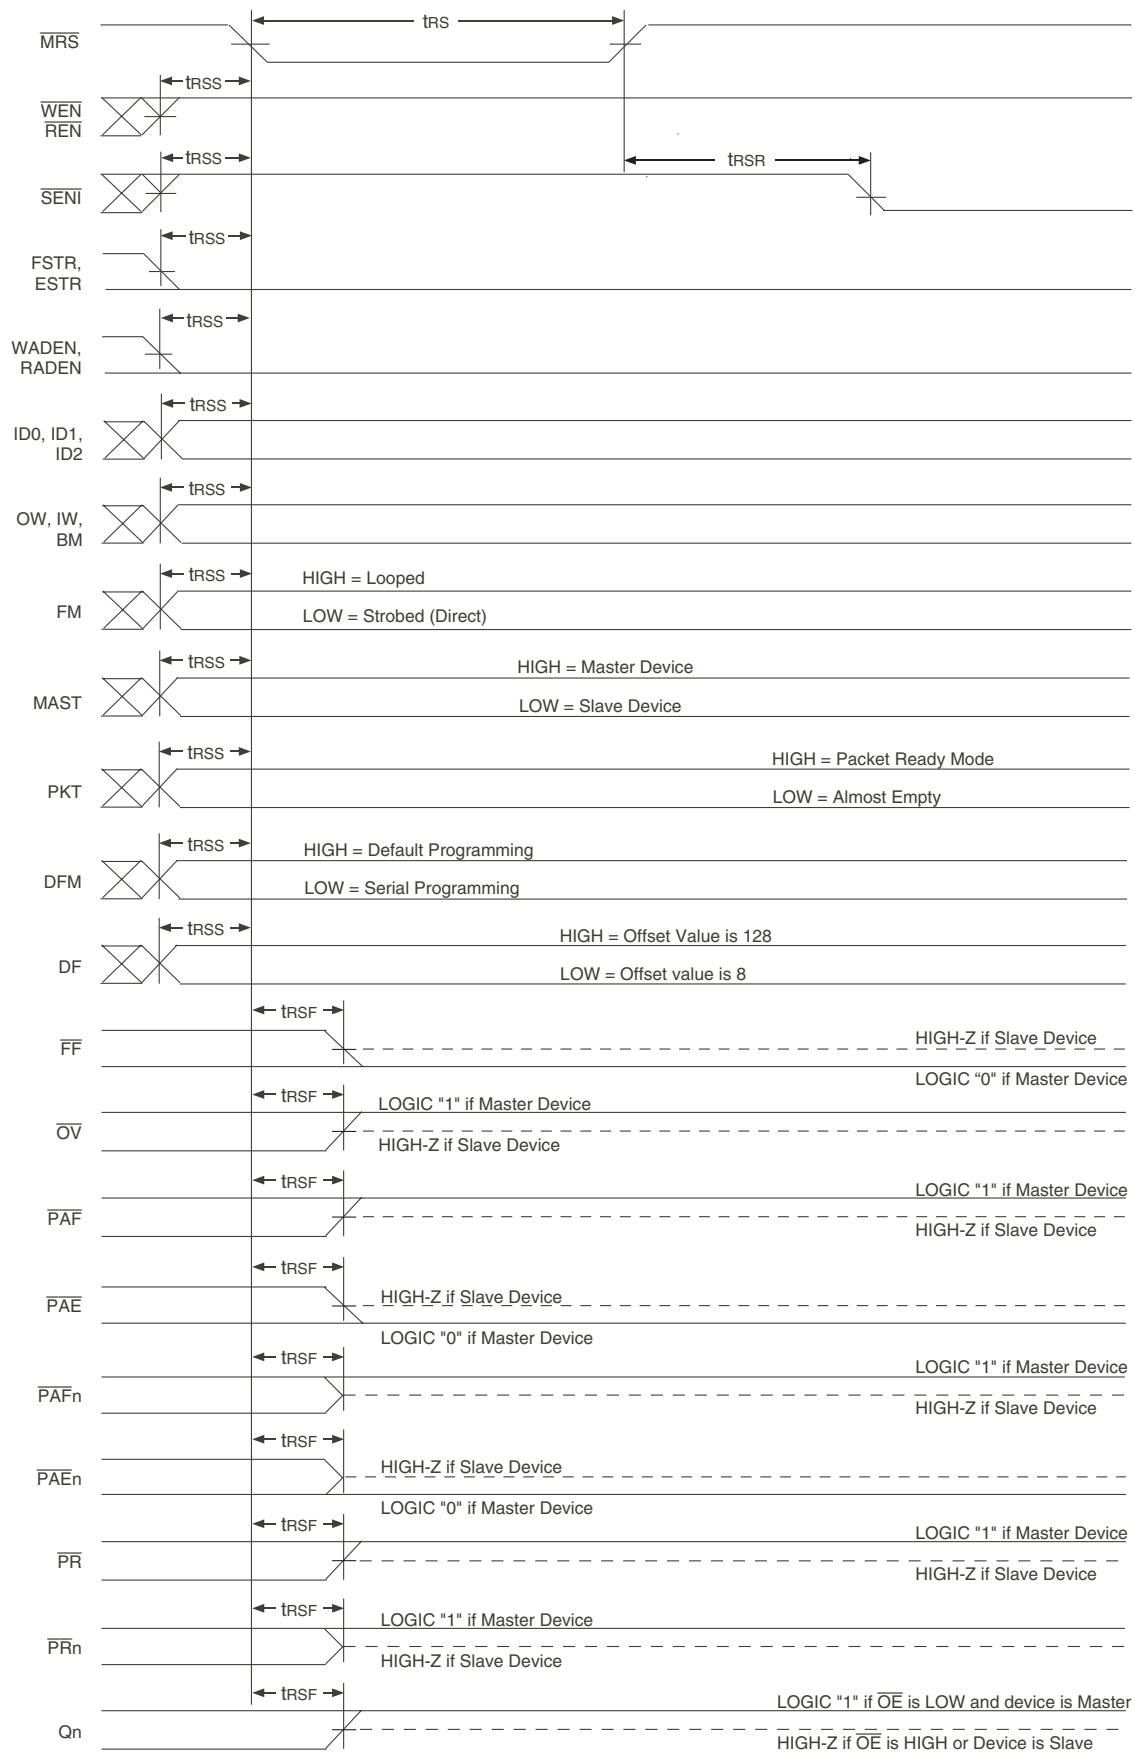 tRS
MRS
tRSS
WEN
REN
tRSS
tRSR
SENI
tRSS
FSTR,
ESTR
tRSS
WADEN,
RADEN
tRSS
ID0, ID1,
ID2
tRSS
OW, IW,
BM
tRSS
HIGH = Looped
FM
LOW = Strobed (Direct)
tRSS
HIGH = Master Device
MAST
LOW = Slave Device
tRSS
HIGH = Packet Ready Mode
PKT
LOW = Almost Empty
tRSS
HIGH = Default Programming
DFM
LOW = Serial Programming
tRSS
HIGH = Offset Value is 128
DF
LOW = Offset value is 8
tRSF
HIGH-Z if Slave Device
FF
LOGIC “0” if Master Device
tRSF
LOGIC "1" if Master Device
OV
HIGH-Z if Slave Device
tRSF
LOGIC "1" if Master Device
PAF
HIGH-Z if Slave Device
tRSF
HIGH-Z if Slave Device
PAE
LOGIC "0" if Master Device
tRSF
LOGIC "1" if Master Device
PAFn
HIGH-Z if Slave Device
tRSF
HIGH-Z if Slave Device
PAEn
LOGIC "0" if Master Device
tRSF
LOGIC "1" if Master Device
PR
HIGH-Z if Slave Device
tRSF
LOGIC "1" if Master Device
PRn
HIGH-Z if Slave Device
tRSF
LOGIC "1" if OE is LOW and device is Master
Qn
HIGH-Z if OE is HIGH or Device is Slave